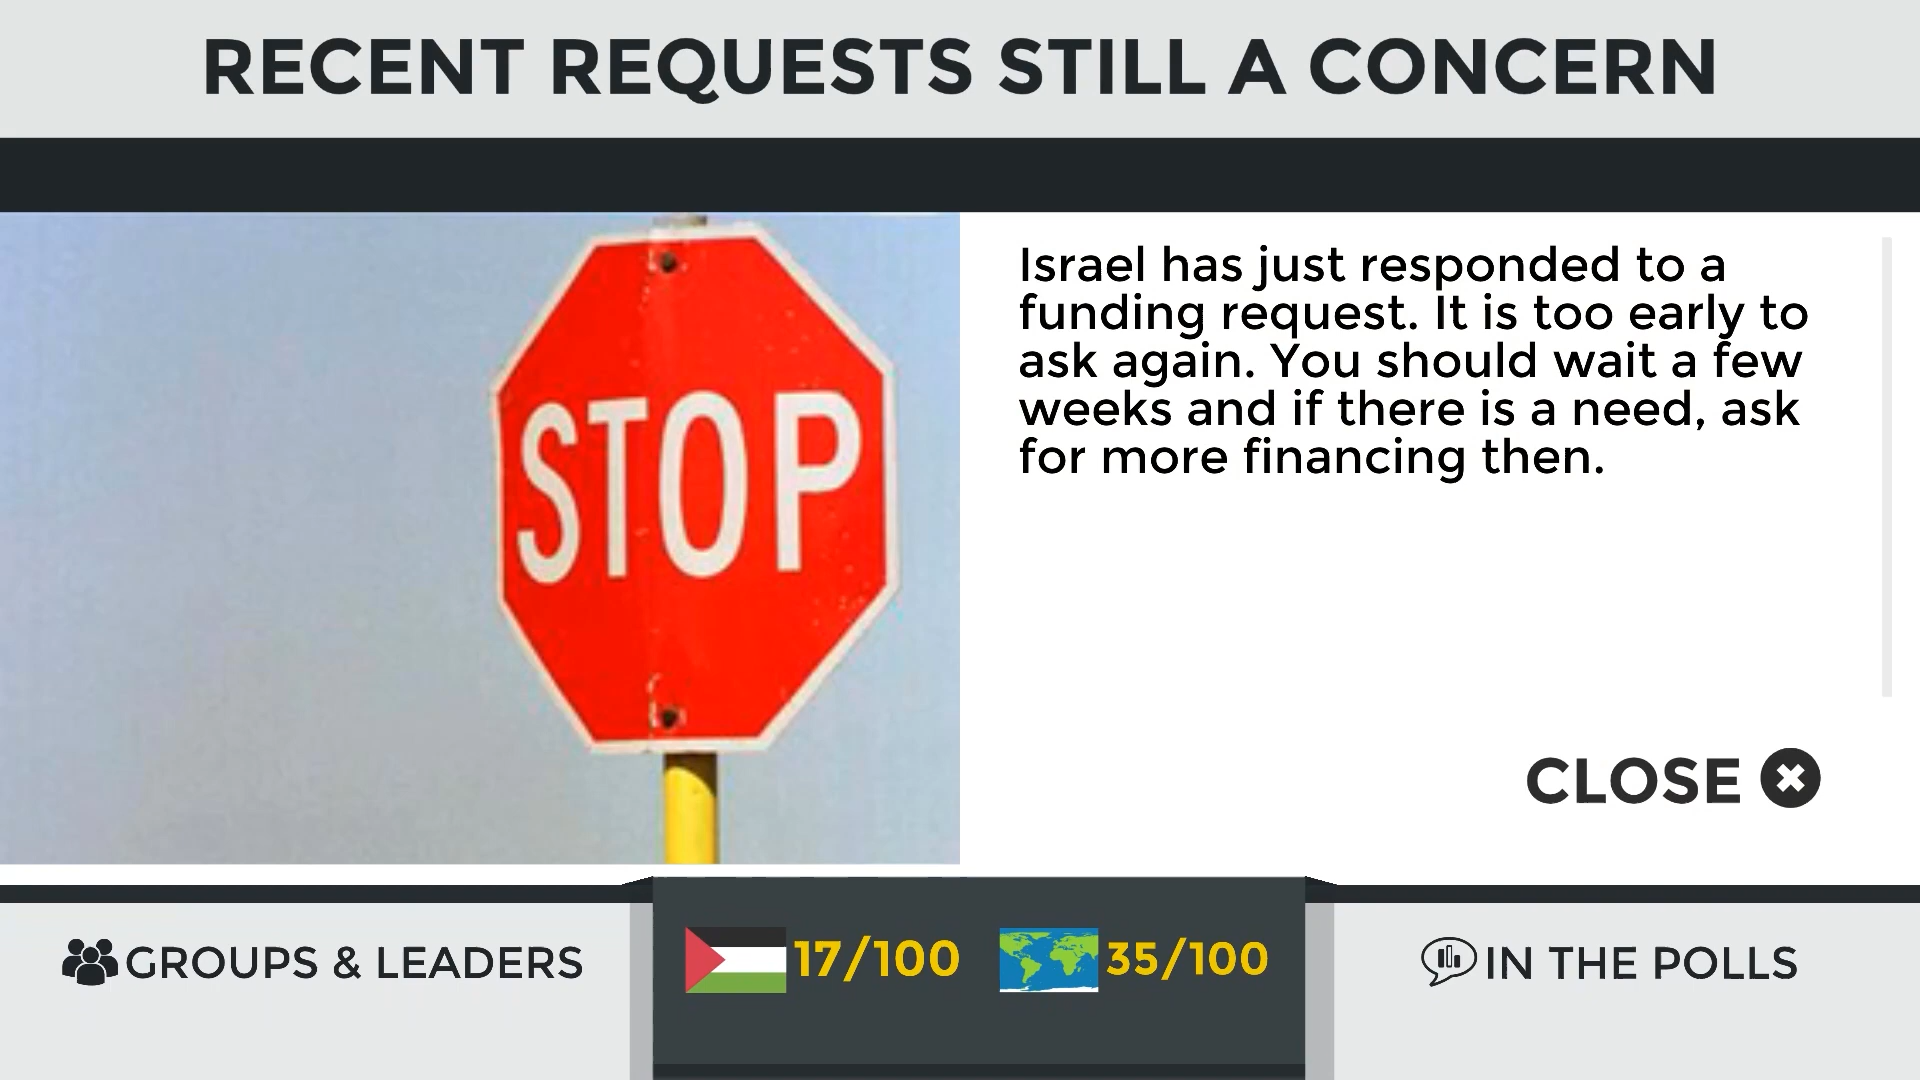 RECENT REQUESTS STILL A CONCERN
STOP
Israel has just responded to a
funding request. It is too early to
ask again. You should wait a few
weeks and if there is a need, ask
for more financing then.
CLOSE
GROUPS & LEADERS
17/100
35/100
IN THE POLLS